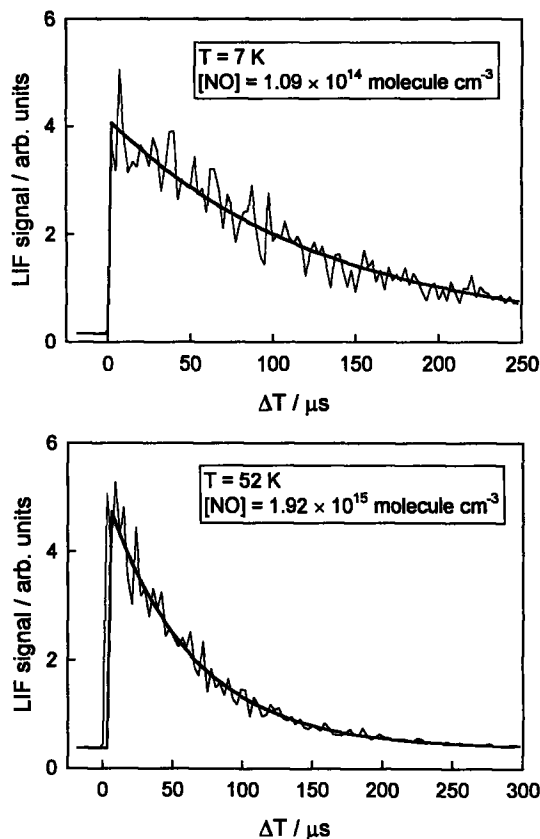 6
T = 7 K
[NO] = 1.09 × 10¹⁴ molecule cm⁻³
4
2
0
LIF signal / arb. units
0 50 100 150 200 250
ΔT / μs
6
T = 52 K
[NO] = 1.92 × 10¹⁵ molecule cm⁻³
4
2
0
LIF signal / arb. units
0 50 100 150 200 250 300
ΔT / μs